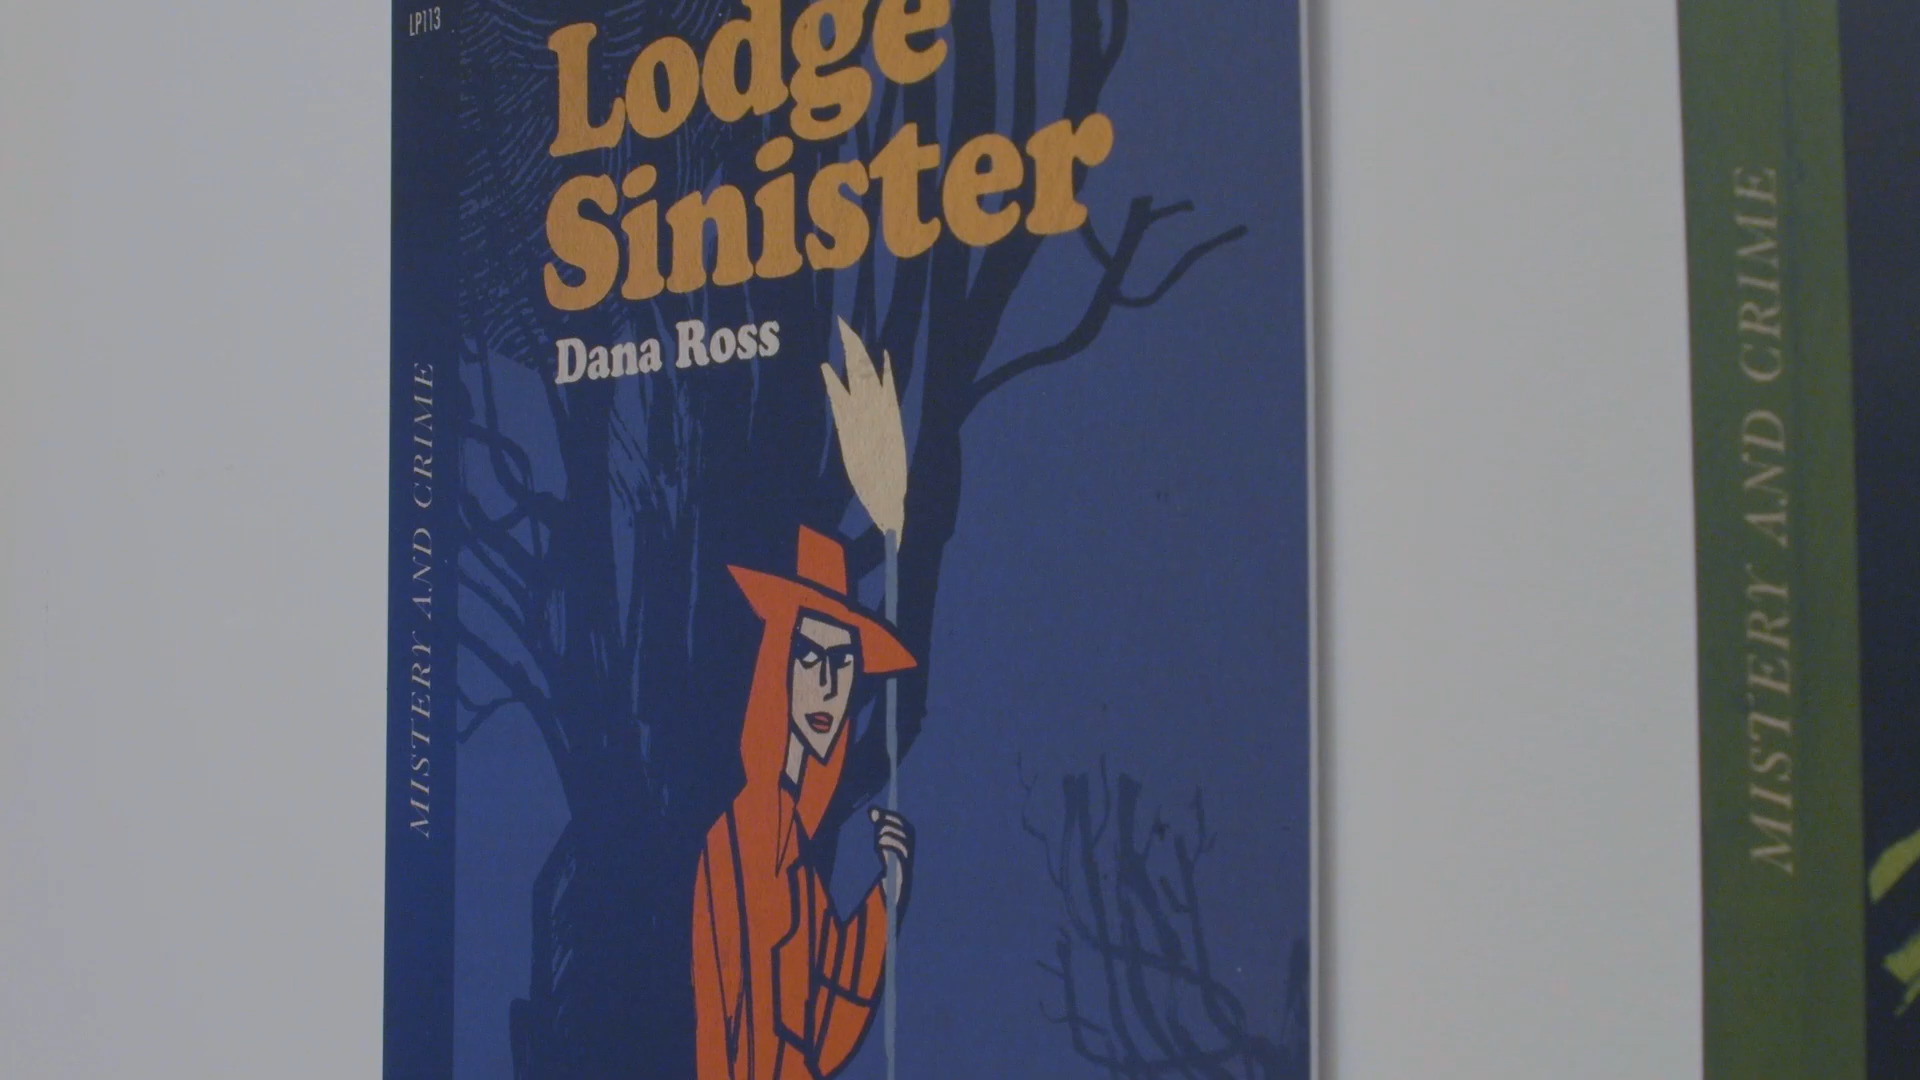 LP113
Lodge
Sinister
Dana Ross
MISTERY AND CRIME
MISTERY AND CRIME